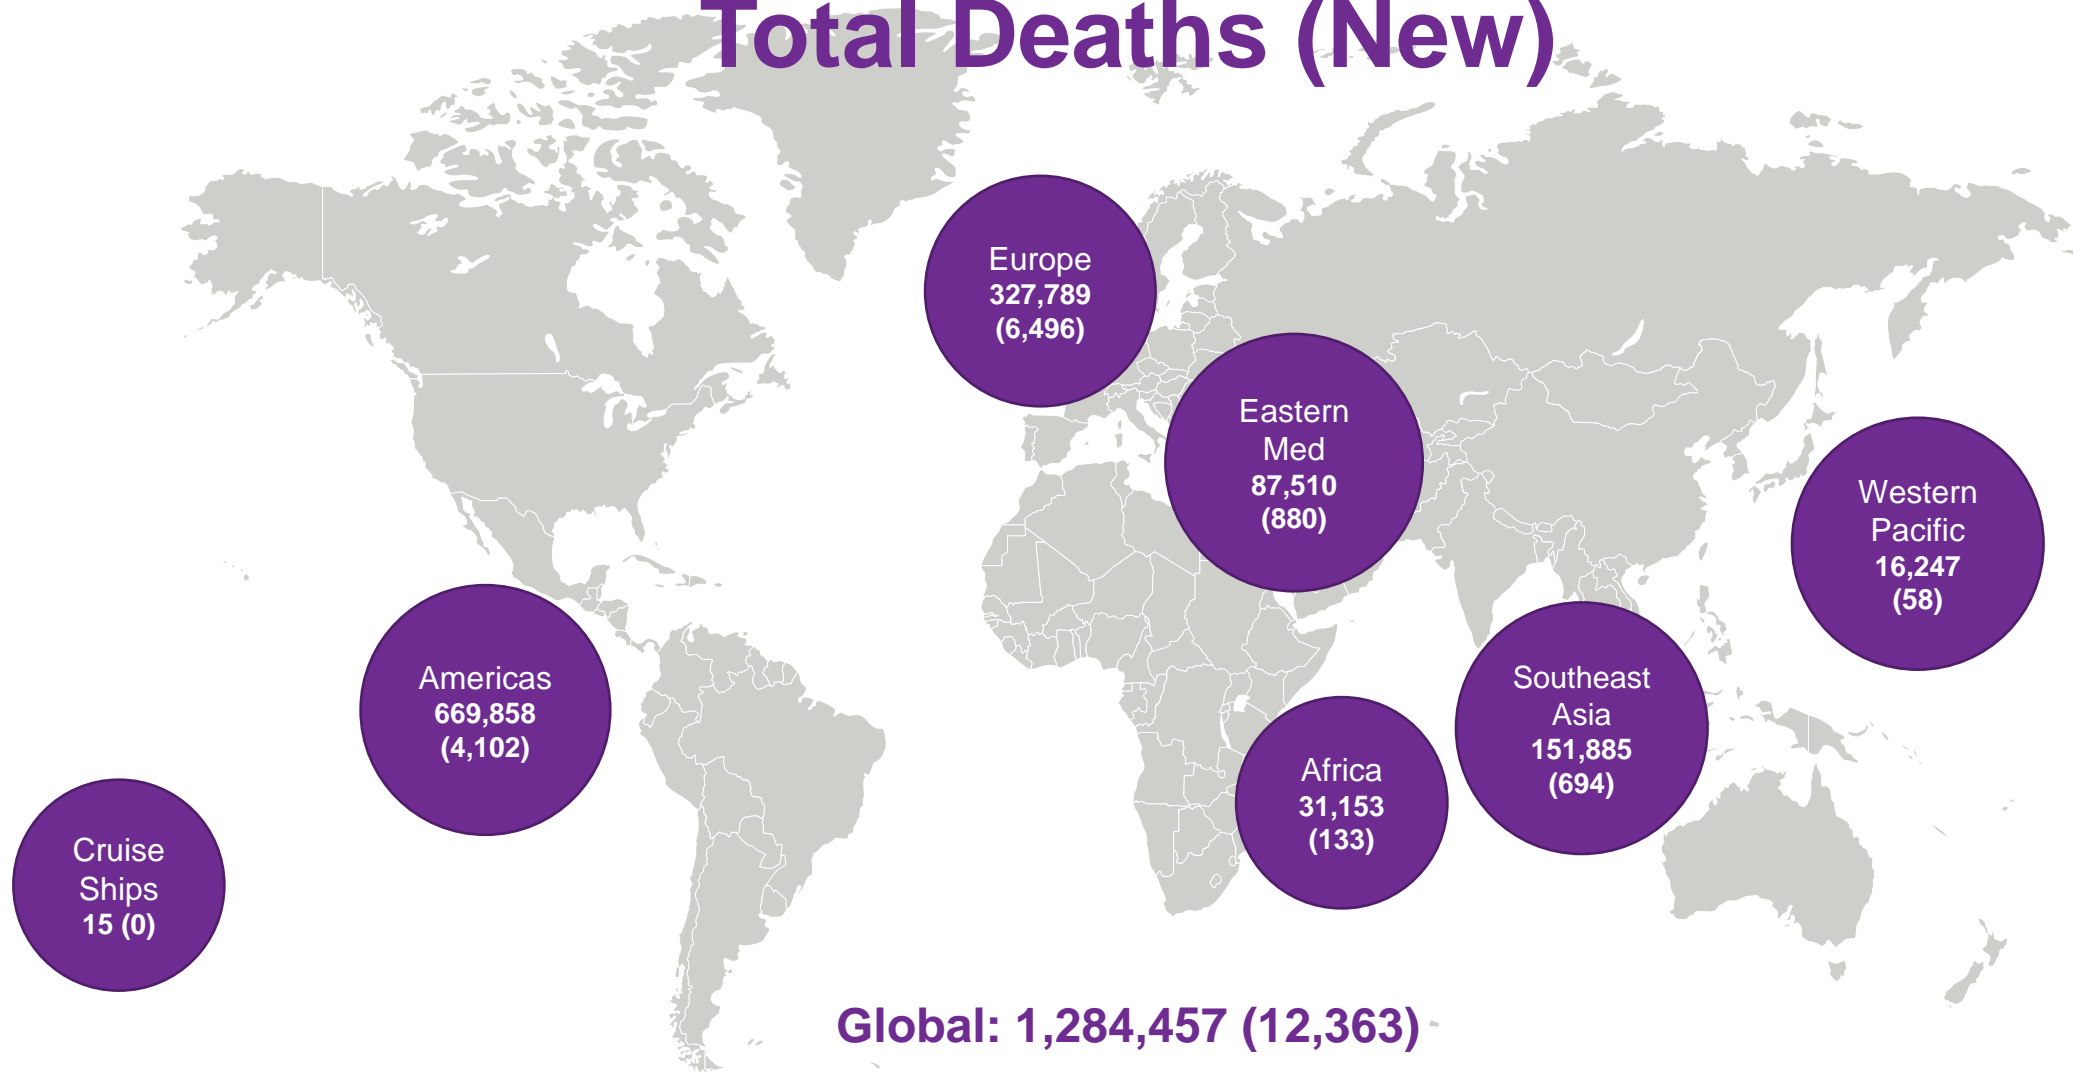 Total Deaths (New)
Europe
327,789
(6,496)
Eastern
Med
87,510
(880)
Western
Pacific
16,247
(58)
Americas
669,858
(4,102)
Southeast
Asia
151,885
(694)
Africa
31,153
(133)
Cruise
Ships
15 (0)
Global: 1,284,457 (12,363)